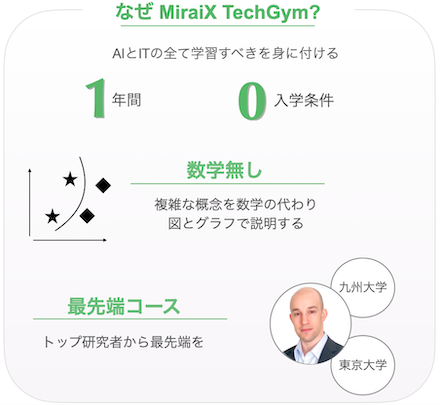 なぜ MiraiX TechGym?
AIとITの全て学習すべきを身に付ける
1年間
0 入学条件
数学無し
複雑な概念を数学の代わり
図とグラフで説明する
最先端コース
トップ研究者から最先端を
九州大学
東京大学